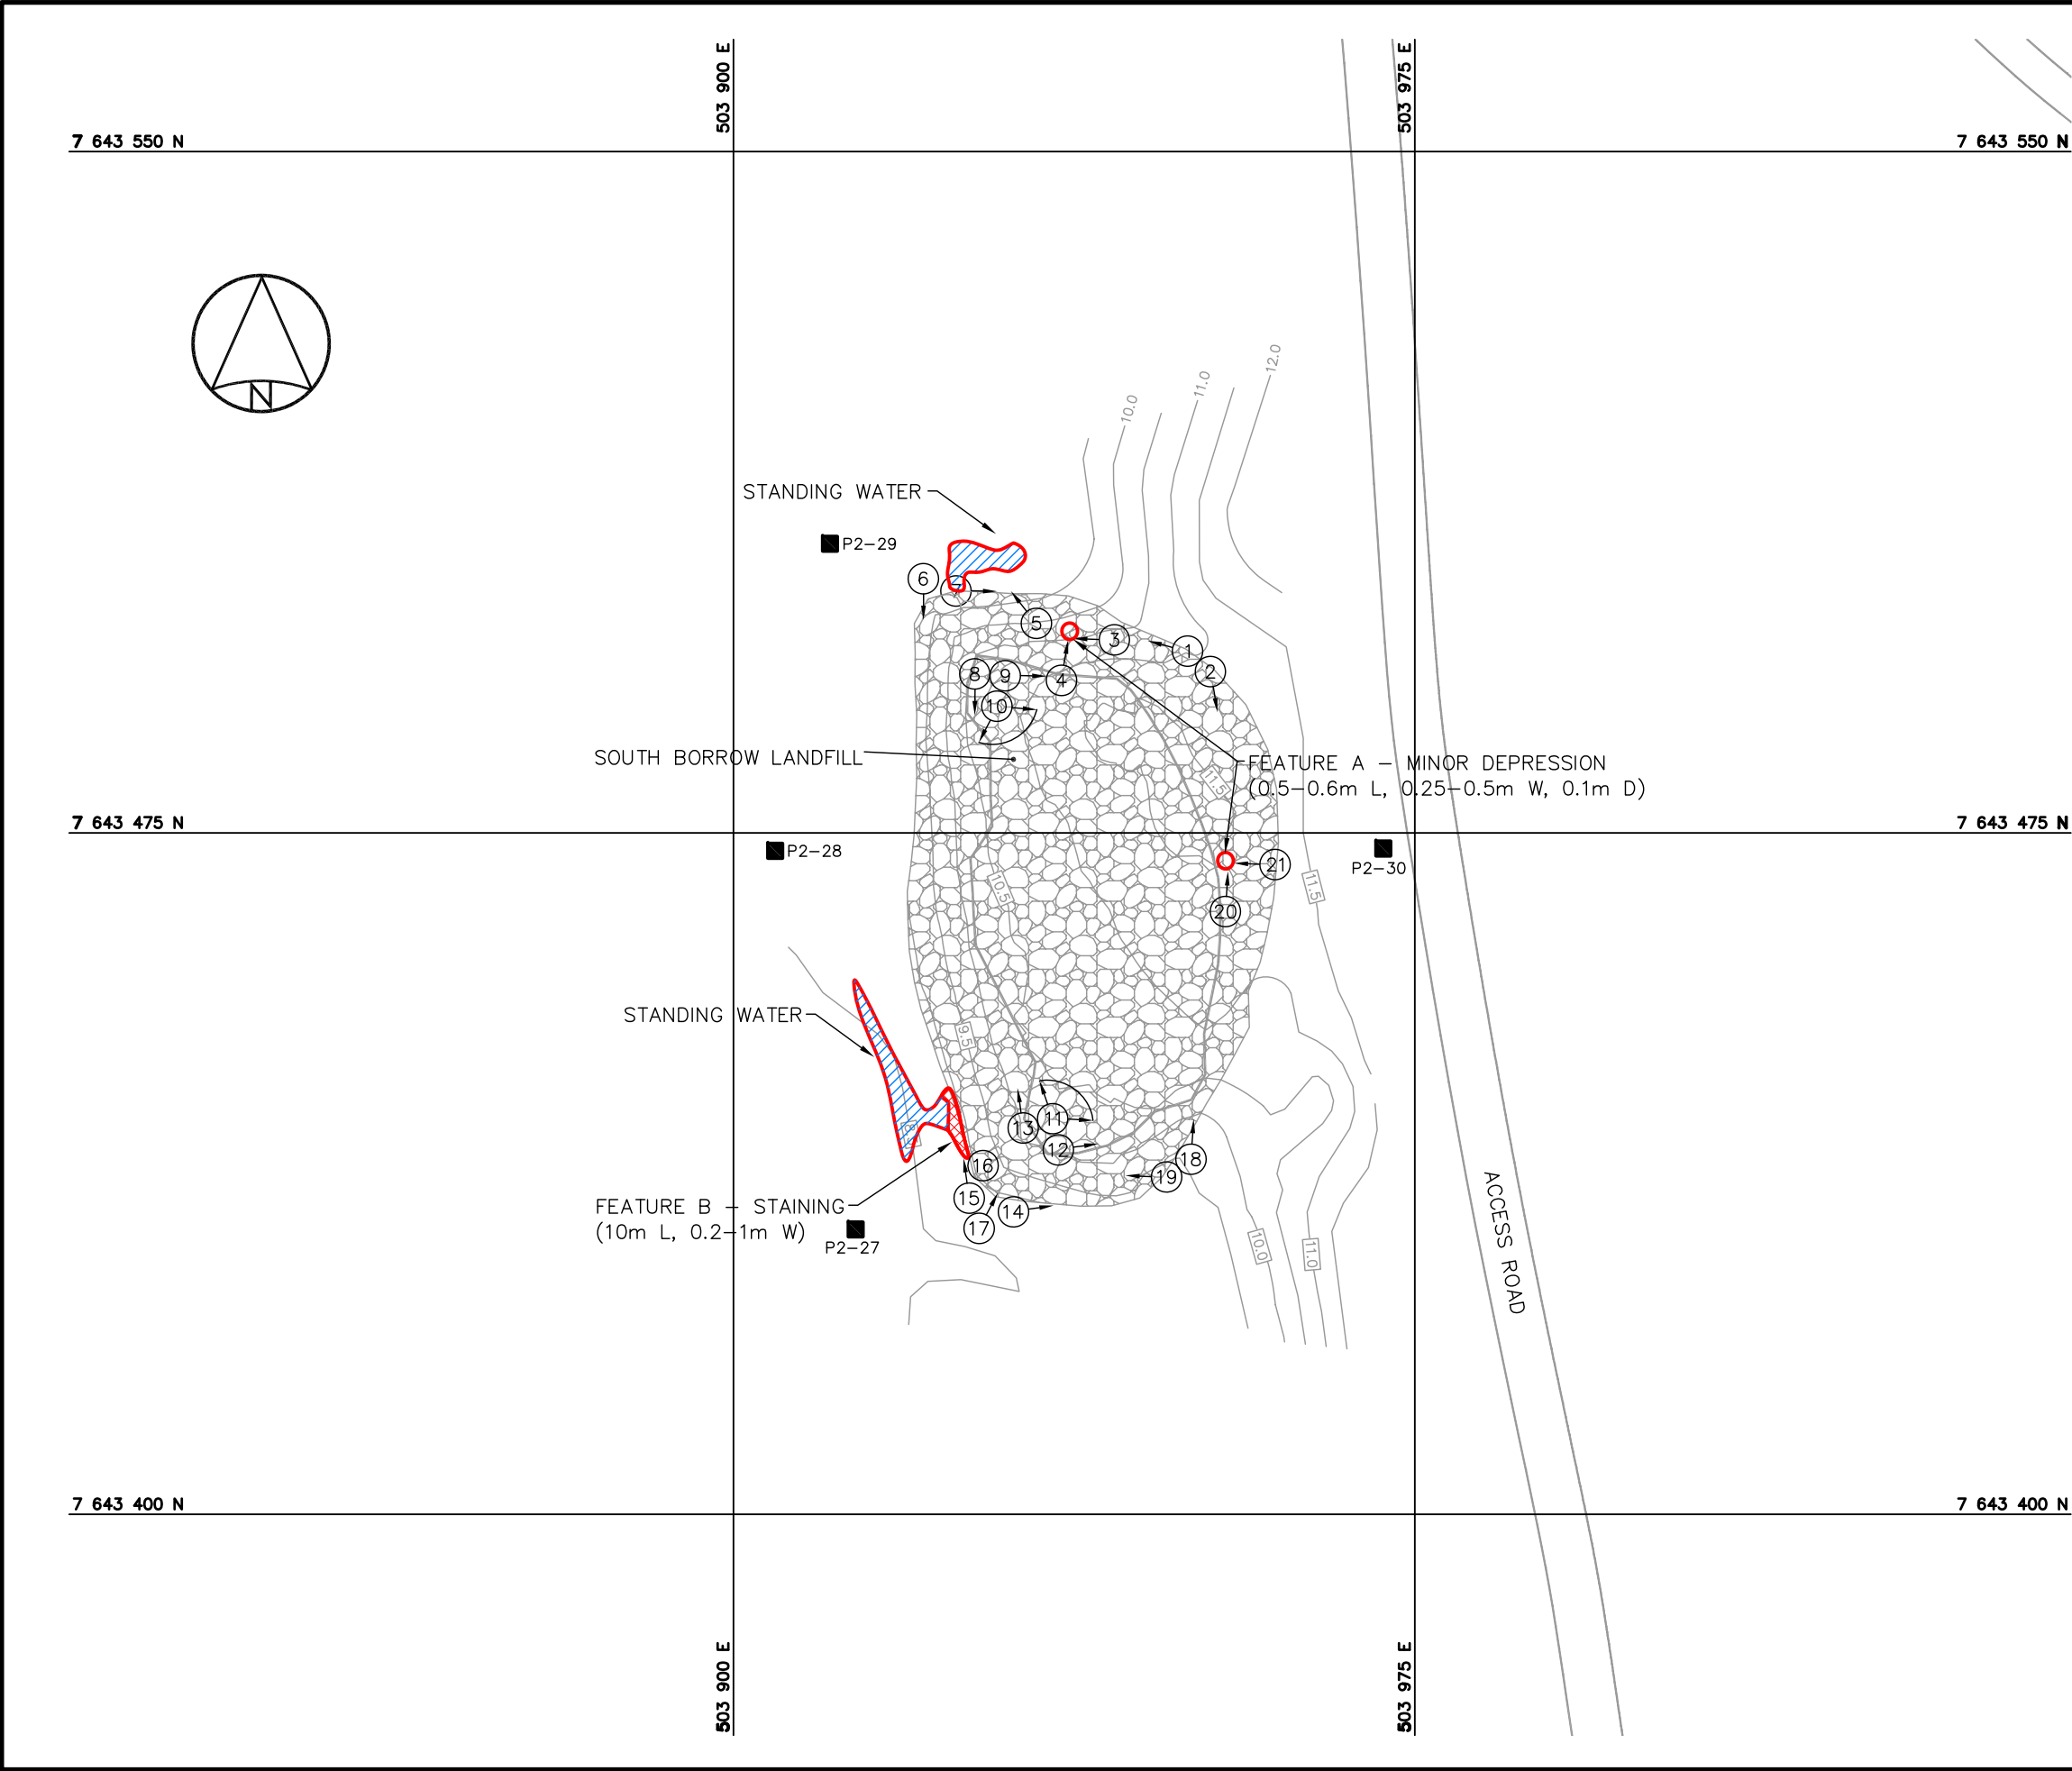 503 900 E
503 975 E
7 643 550 N
7 643 550 N
N
12.0
11.0
10.0
STANDING WATER
P2-29
6
7
5
3
1
2
4
8
9
10
SOUTH BORROW LANDFILL
FEATURE A - MINOR DEPRESSION
(0.5-0.6m L, 0.25-0.5m W, 0.1m D)
11.5
7 643 475 N
7 643 475 N
P2-28
P2-30
21
20
10.5
11.5
STANDING WATER
9.5
11
13
12
16
18
19
15
14
17
FEATURE B - STAINING
(10m L, 0.2-1m W)
P2-27
10.0
11.0
ACCESS ROAD
7 643 400 N
7 643 400 N
503 900 E
503 975 E